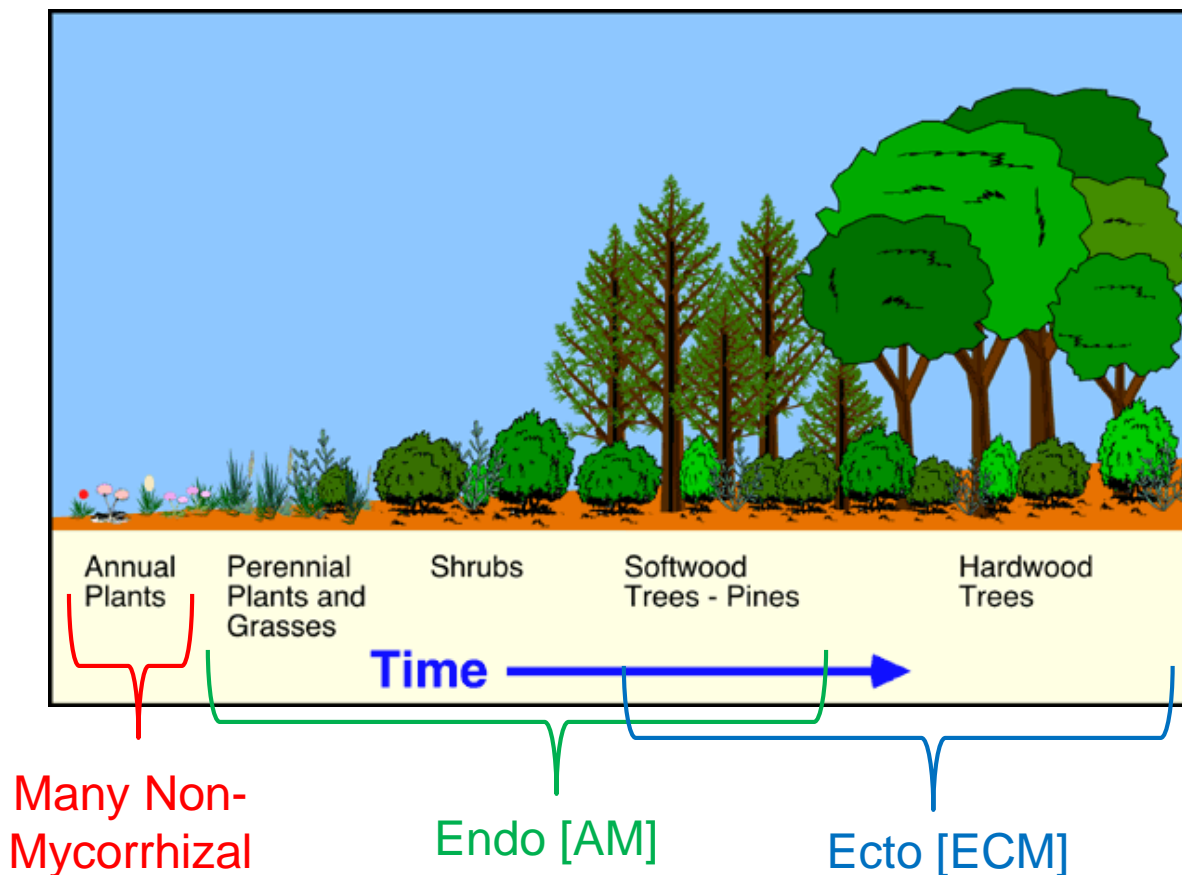 Annual
Plants
Perennial
Plants and
Grasses
Shrubs
Softwood
Trees - Pines
Hardwood
Trees
Time
Many Non-
Mycorrhizal
Endo [AM]
Ecto [ECM]